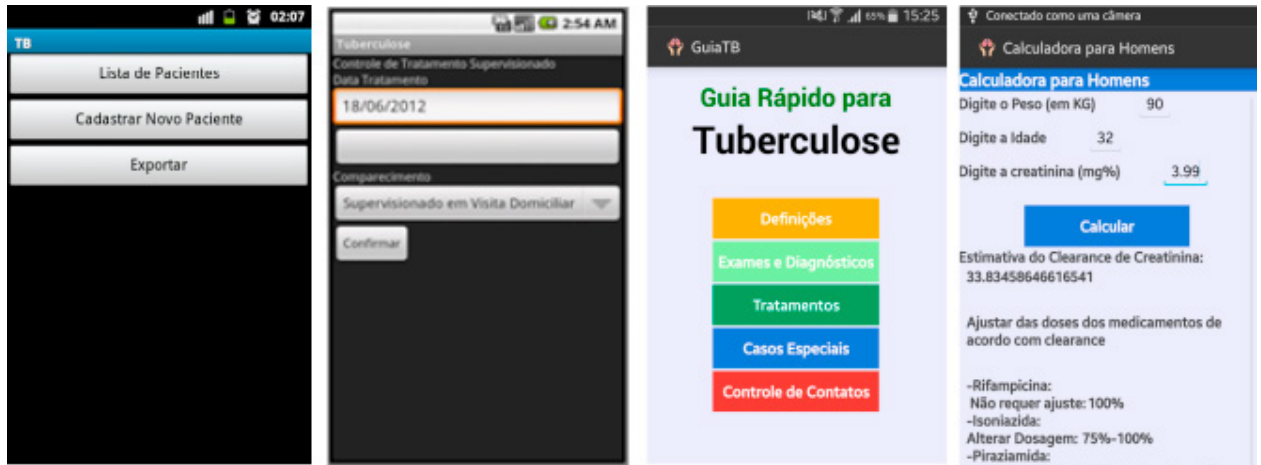 02:07
TB
Lista de Pacientes
Cadastrar Novo Paciente
Exportar
2:54 AM
Tuberculose
Controle de Tratamento Supervisionado
Data Tratamento
18/06/2012
Comparecimento
Supervisionado em Visita Domiciliar
Confirmar
65% 15:25
GuiaTB
Guia Rápido para
Tuberculose
Definições
Exames e Diagnósticos
Tratamentos
Casos Especiais
Controle de Contatos
Conectado como uma câmera
Calculadora para Homens
Calculadora para Homens
Digite o Peso (em KG) 90
Digite a Idade 32
Digite a creatinina (mg%) 3.99
Calcular
Estimativa do Clearance de Creatinina:
33.83458646616541
Ajustar das doses dos medicamentos de
acordo com clearance
-Rifampicina:
Não requer ajuste: 100%
-Isoniazida:
Alterar Dosagem: 75%-100%
-Piraziamida: